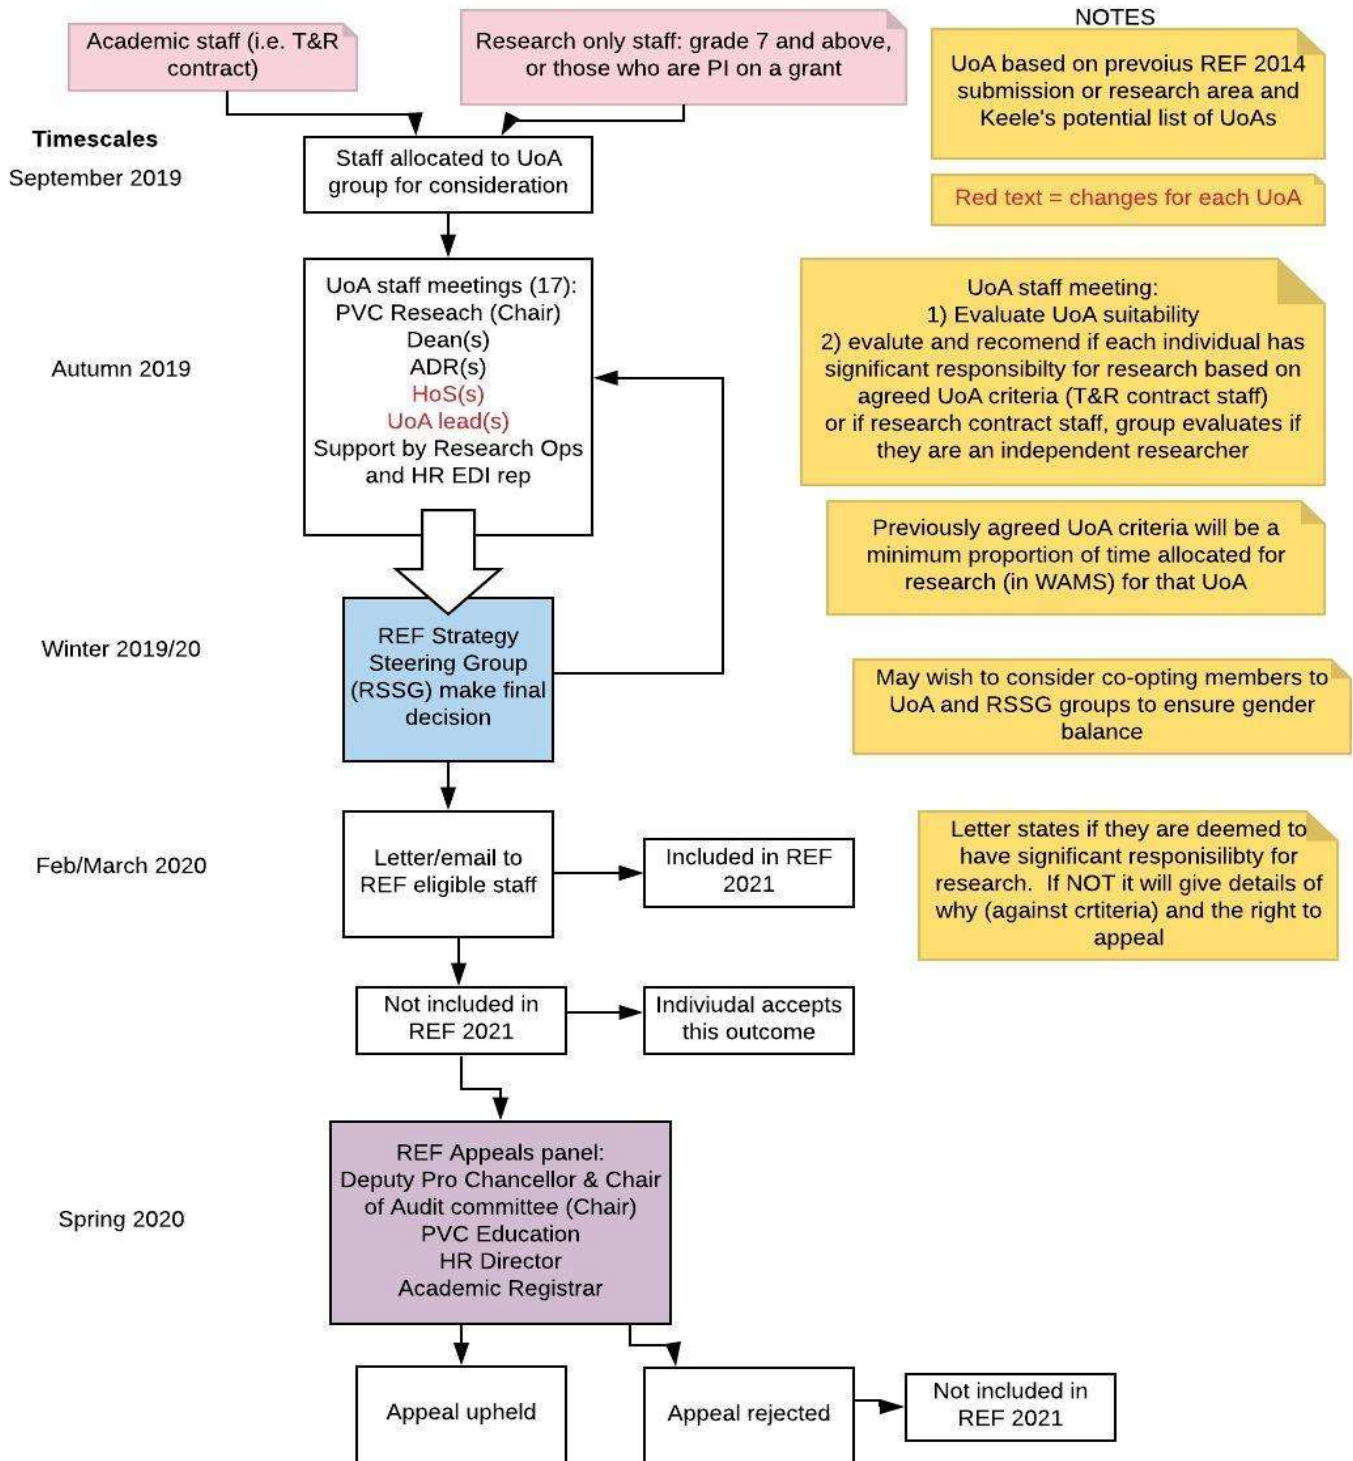 NOTES
Academic staff (i.e. T&R
contract)
Research only staff: grade 7 and above,
or those who are PI on a grant
UoA based on prevoius REF 2014
submission or research area and
Keele's potential list of UoAs
Timescales
September 2019
Staff allocated to UoA
group for consideration
Red text = changes for each UoA
Autumn 2019
UoA staff meetings (17):
PVC Reseach (Chair)
Dean(s)
ADR(s)
HoS(s)
UoA lead(s)
Support by Research Ops
and HR EDI rep
UoA staff meeting:
1) Evaluate UoA suitability
2) evalute and recomend if each individual has
significant responsibilty for research based on
agreed UoA criteria (T&R contract staff)
or if research contract staff, group evaluates if
they are an independent researcher
Previously agreed UoA criteria will be a
minimum proportion of time allocated for
research (in WAMS) for that UoA
Winter 2019/20
REF Strategy
Steering Group
(RSSG) make final
decision
May wish to consider co-opting members to
UoA and RSSG groups to ensure gender
balance
Feb/March 2020
Letter/email to
REF eligible staff
Included in REF
2021
Letter states if they are deemed to
have significant responisilibty for
research. If NOT it will give details of
why (against crtiteria) and the right to
appeal
Not included in
REF 2021
Indiviudal accepts
this outcome
Spring 2020
REF Appeals panel:
Deputy Pro Chancellor & Chair
of Audit committee (Chair)
PVC Education
HR Director
Academic Registrar
Appeal upheld
Appeal rejected
Not included in
REF 2021